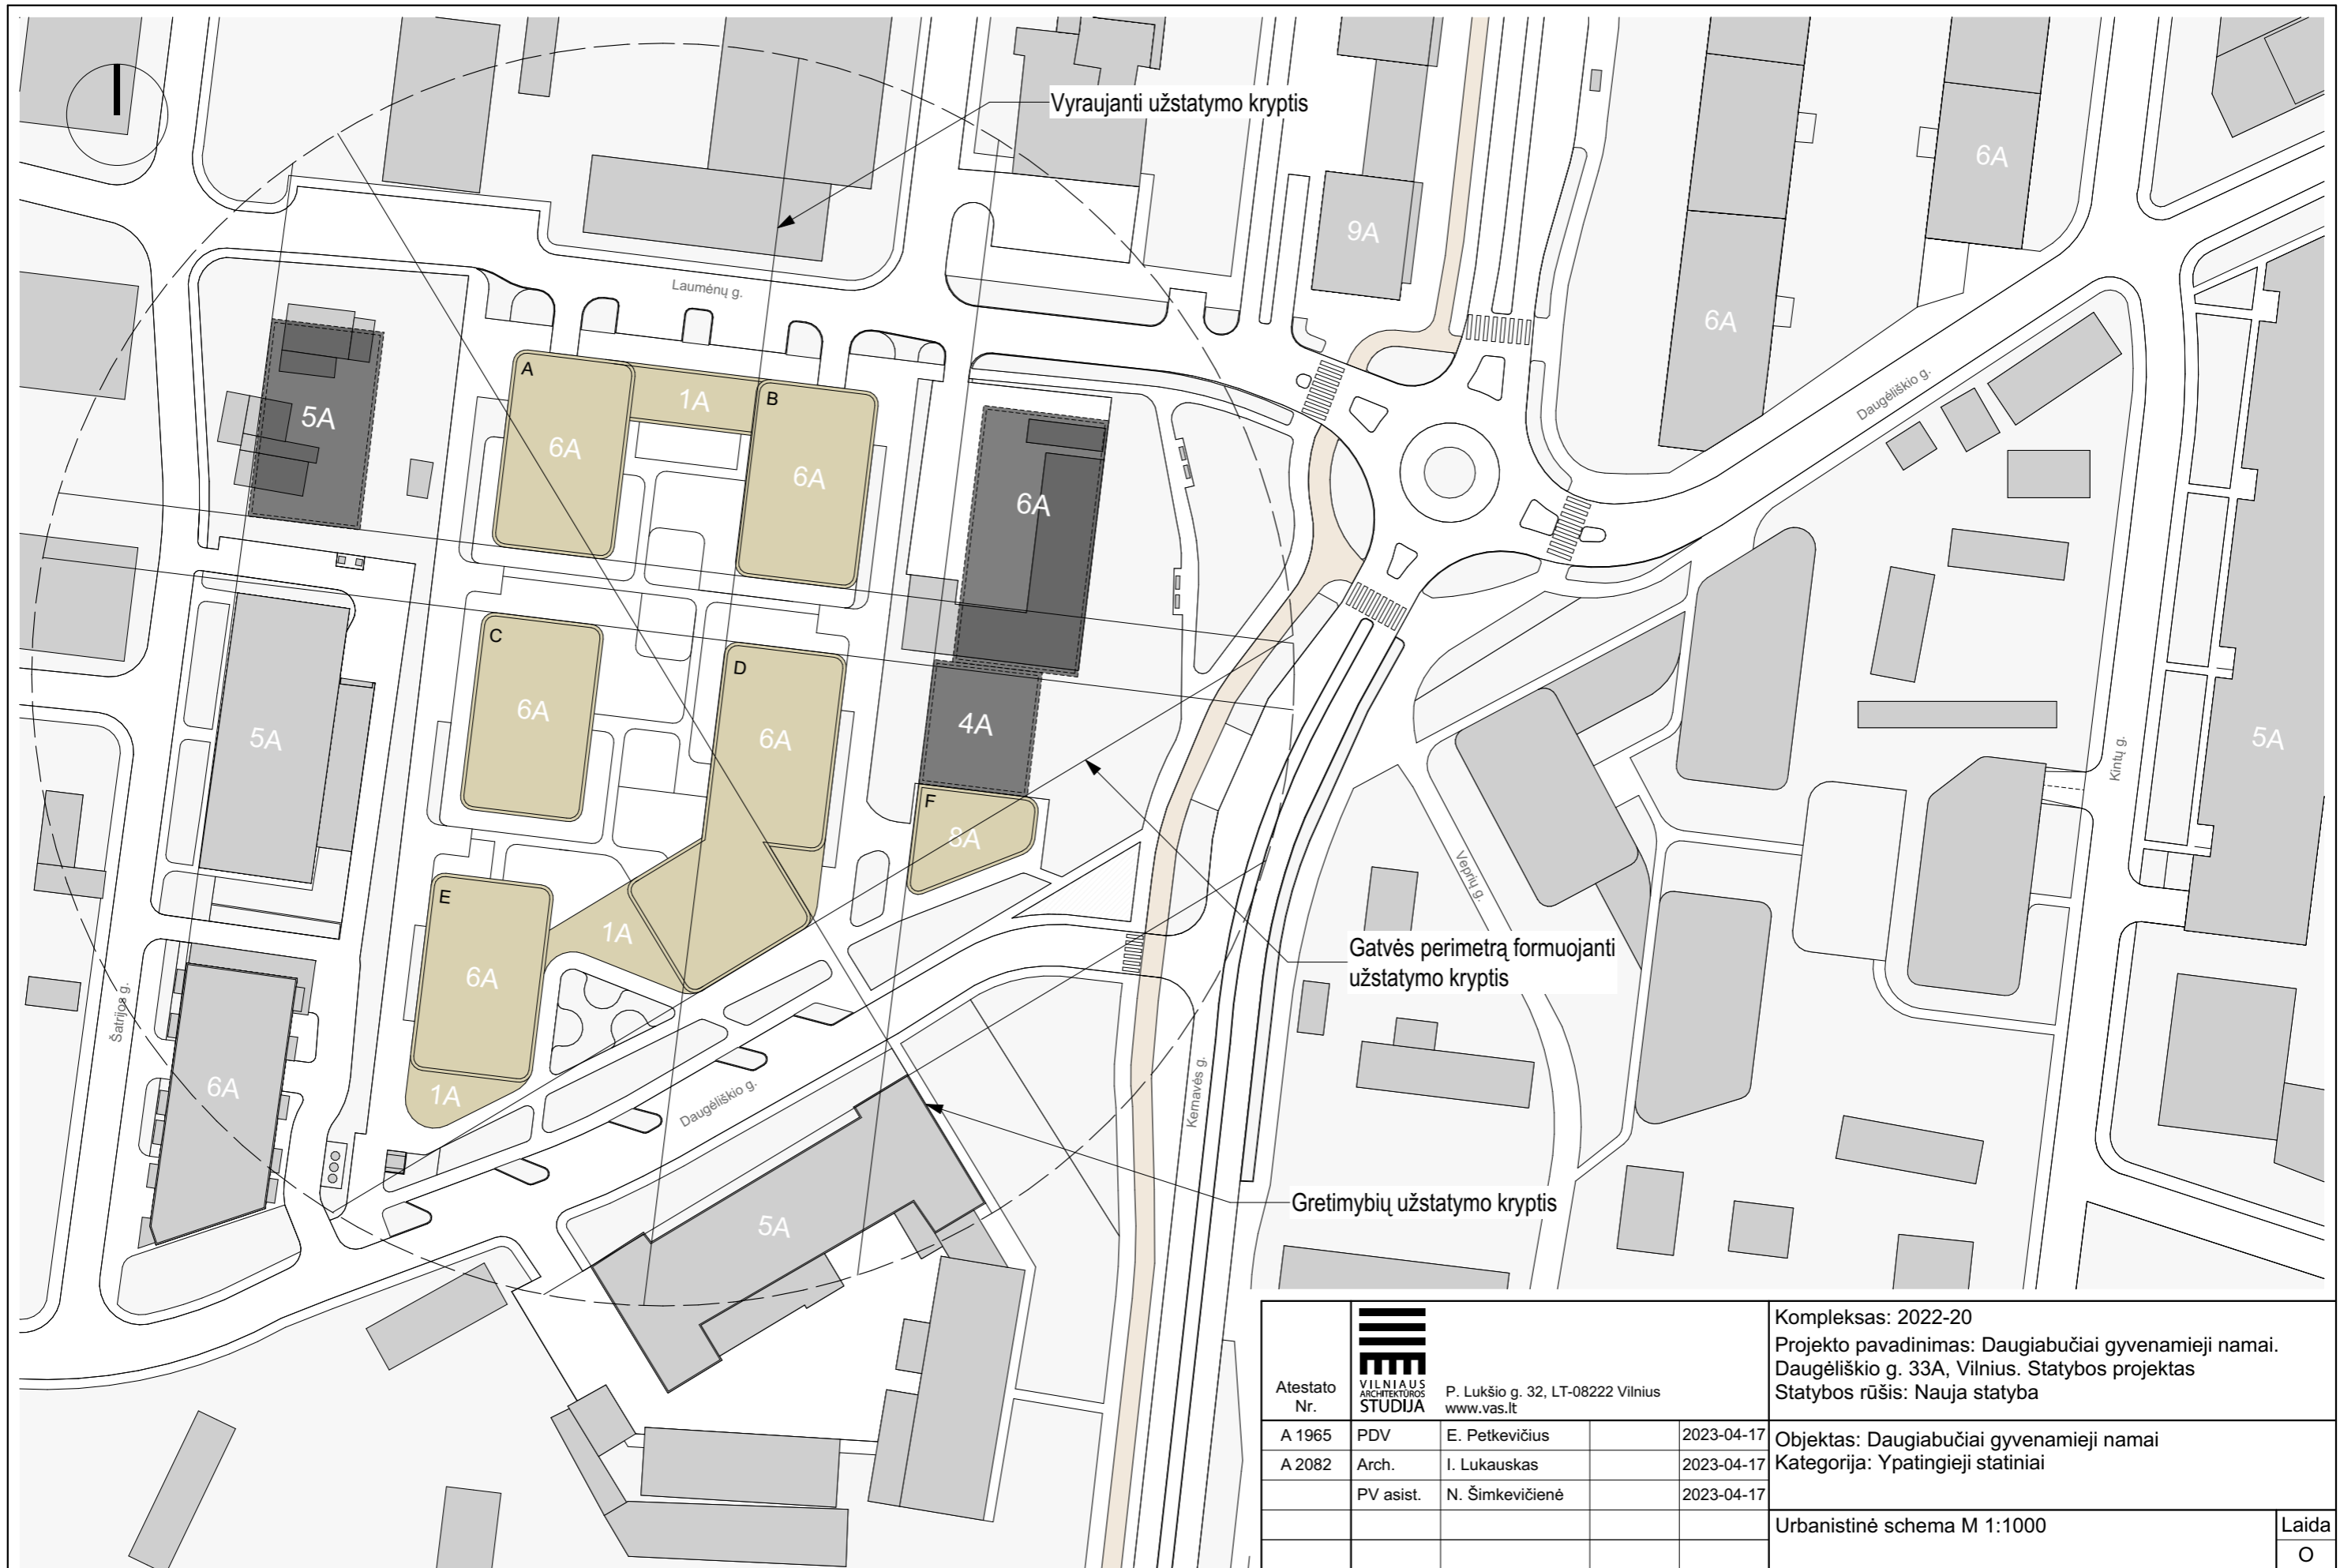 Vyraujanti užstatymo kryptis
6A
9A
6A
Laumėnų g.
Daugėliškio g.
A
1A
B
5A
6A
6A
6A
C
D
6A
6A
4A
5A
5A
Kintų g.
F
8A
Veprių g.
E
1A
6A
Gatvės perimetrą formuojanti
užstatymo kryptis
Šatrijos g.
6A
1A
Daugėliškio g.
Kernavės g.
Gretimybių užstatymo kryptis
5A
Atestato
Nr.
VILNIAUS
ARCHITEKTŪROS
STUDIJA
P. Lukšio g. 32, LT-08222 Vilnius
www.vas.lt
Kompleksas: 2022-20
Projekto pavadinimas: Daugiabučiai gyvenamieji namai.
Daugėliškio g. 33A, Vilnius. Statybos projektas
Statybos rūšis: Nauja statyba
A 1965 PDV E. Petkevičius 2023-04-17
A 2082 Arch. I. Lukauskas 2023-04-17
PV asist. N. Šimkevičienė 2023-04-17
Objektas: Daugiabučiai gyvenamieji namai
Kategorija: Ypatingieji statiniai
Urbanistinė schema M 1:1000
Laida
O